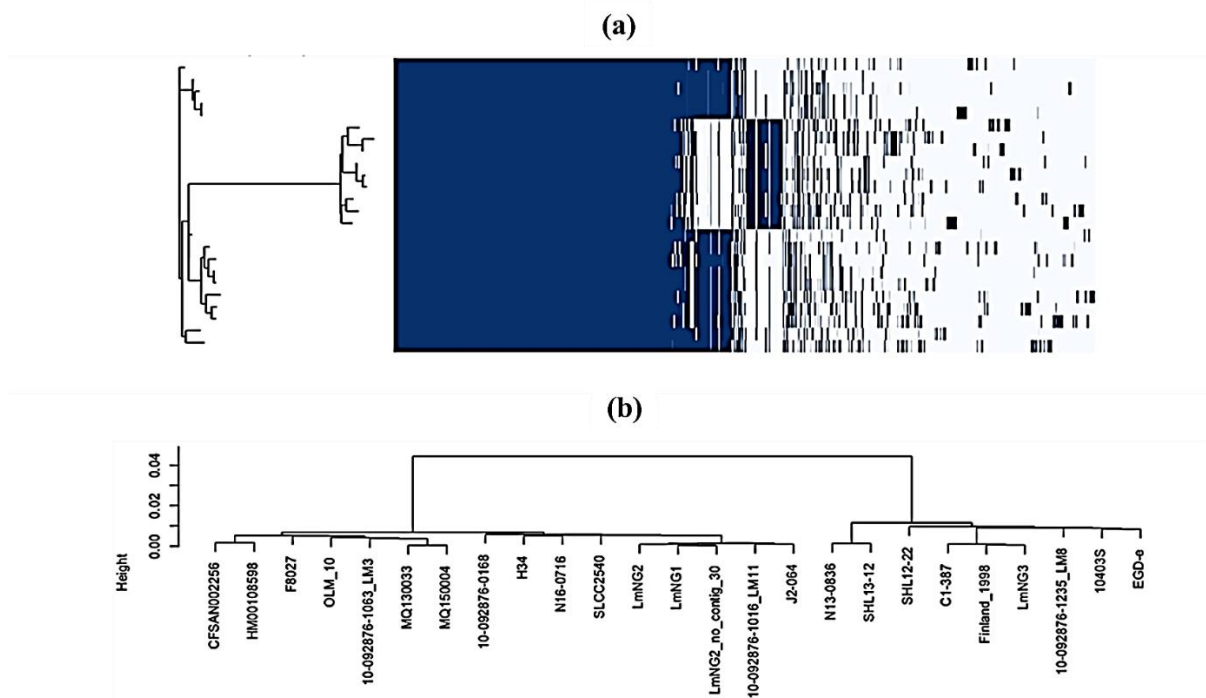 (a)
(b)
Height
0.00 0.02 0.04
CFSAN002256
HM00108598
F8027
OLM_10
10-092876-1063_LM3
MQ130033
MQ150004
10-092876-0168
H34
N16-0716
SLCC2540
LmNG2
LmNG1
LmNG2_no_contig_30
10-092876-1016_LM11
J2-064
N13-0836
SHL13-12
SHL12-22
C1-387
Finland_1998
LmNG3
10-092876-1235_LM8
10403S
EGD-e